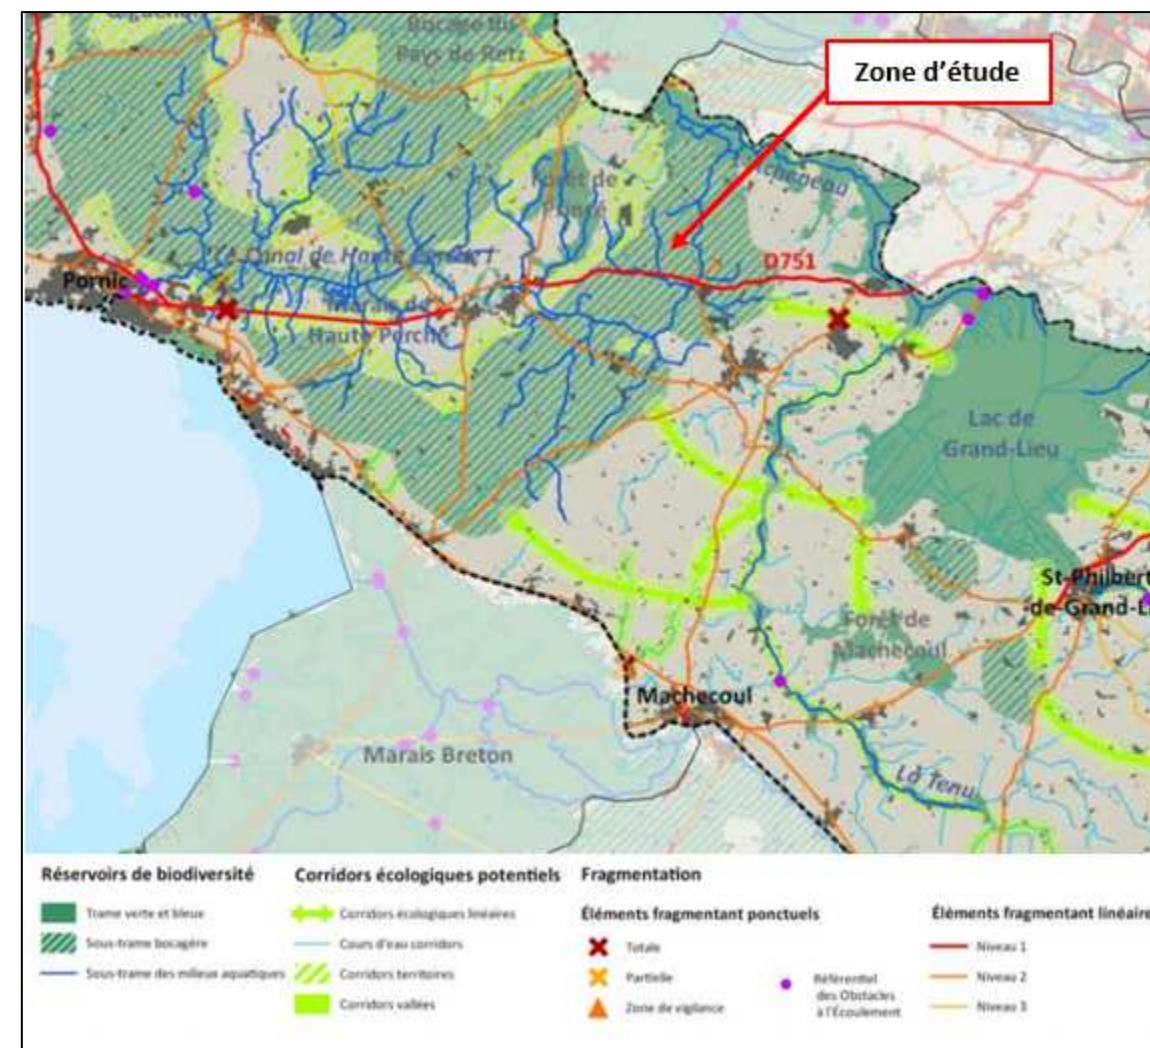 Bocage du
Pays de Retz
Zone d'étude
Acheneau
Forêt de
Princé
Le Canal de Haute Perche
D751
Pornic
Marais de
Haute Perche
Lac de
Grand-Lieu
St-Philbert
de-Grand-L
Forêt de
Machecoul
Machecoul
Marais Breton
Le Tenu
Réservoirs de biodiversité
Trame verte et bleue
Sous-trame bocagère
Sous-trame des milieux aquatiques
Corridors écologiques potentiels
Corridors écologiques linéaires
Cours d'eau corridors
Corridors territoires
Corridors vallées
Fragmentation
Éléments fragmentant ponctuels
Totale
Partielle
Zone de vigilance
Référentiel
des Obstacles
à l'Écoulement
Éléments fragmentant linéaire
Niveau 1
Niveau 2
Niveau 3